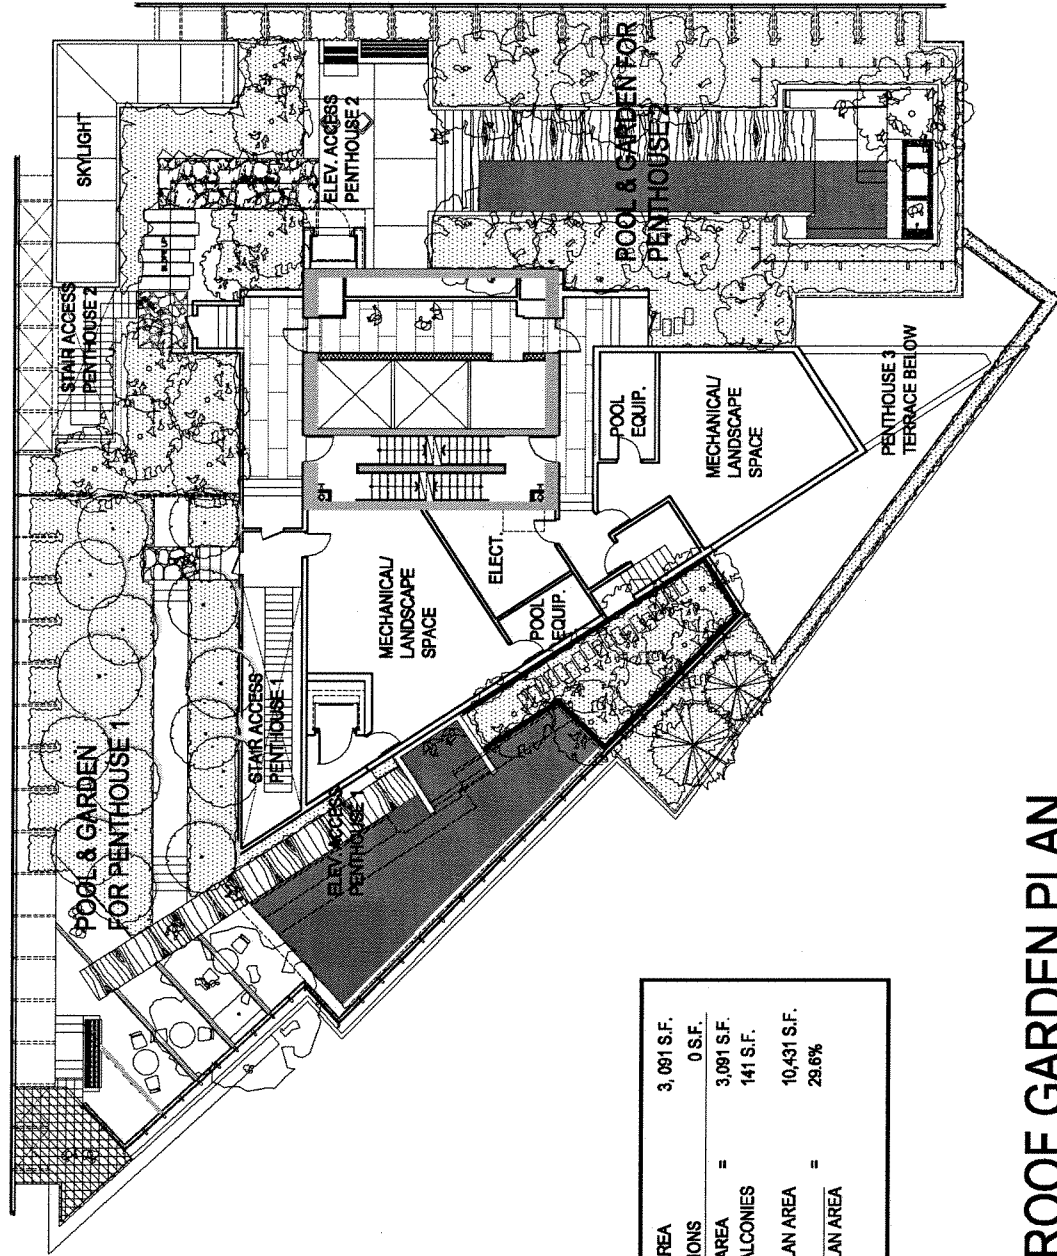 SKYLIGHT
STAIR ACCESS
PENTHOUSE 2
ELEV. ACCESS
PENTHOUSE 2
POOL & GARDEN FOR
PENTHOUSE 2
POOL & GARDEN
FOR PENTHOUSE 1
STAIR ACCESS
PENTHOUSE 1
MECHANICAL/
LANDSCAPE
SPACE
ELECT.
POOL
EQUIP.
POOL
EQUIP.
MECHANICAL/
LANDSCAPE
SPACE
PENTHOUSE 3
TERRACE BELOW
ELEV. ACCESS
PENTHOUSE 1
REA 3, 091 S.F.
IONS 0 S.F.
AREA = 3,091 S.F.
ALCONIES 141 S.F.
LAN AREA 10,431 S.F.
= 29.6%
AN AREA
ROOF GARDEN PLAN